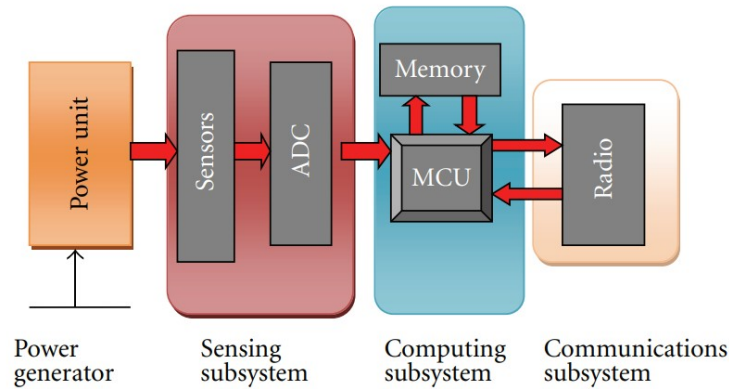 Power unit
Sensors
ADC
Memory
MCU
Radio
Power
generator
Sensing
subsystem
Computing
subsystem
Communications
subsystem